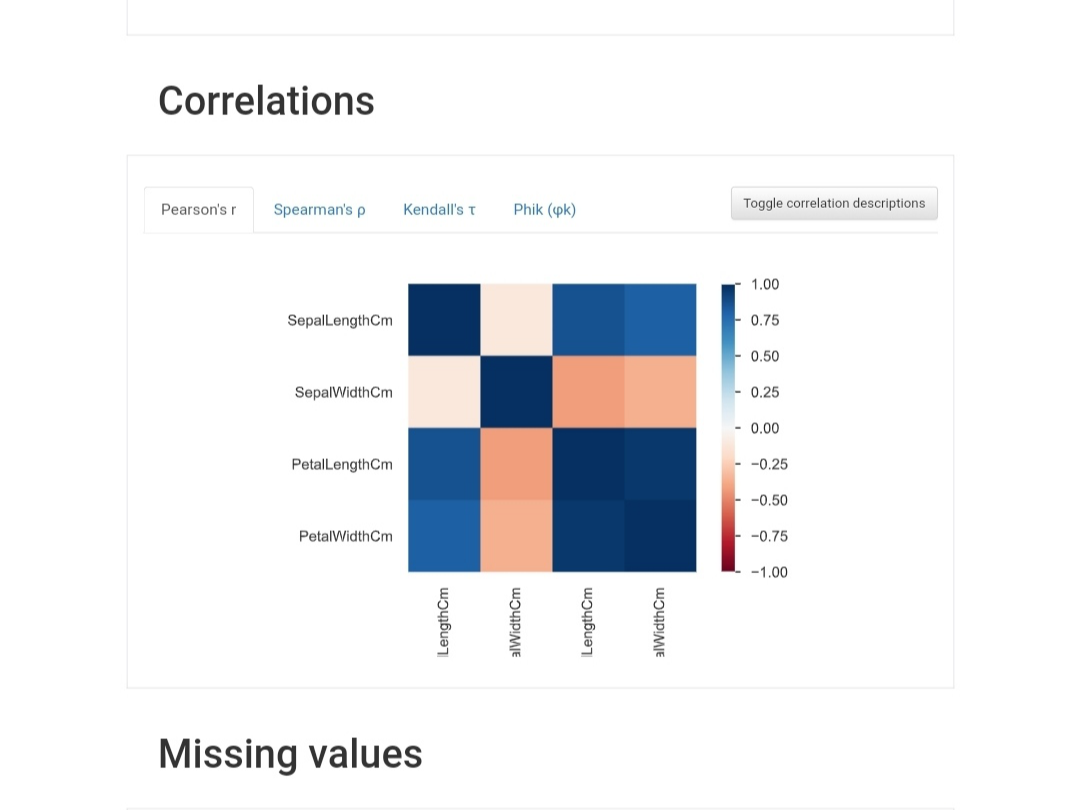 Correlations
Pearson's r Spearman's ρ Kendall's τ Phik (φk) Toggle correlation descriptions
SepalLengthCm
SepalWidthCm
PetalLengthCm
PetalWidthCm
1.00
0.75
0.50
0.25
0.00
−0.25
−0.50
−0.75
−1.00
lLengthCm
alWidthCm
lLengthCm
alWidthCm
Missing values